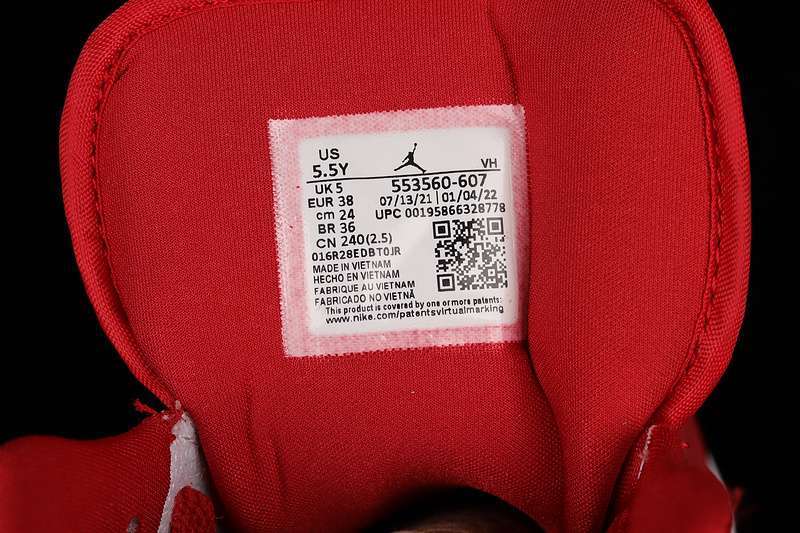 US
5.5Y
VH
UK 5
553560-607
EUR 38
07/13/21 | 01/04/22
cm 24
UPC 00195866328778
BR 36
CN 240(2.5)
016R28EDBT0JR
MADE IN VIETNAM
HECHO EN VIETNAM
FABRIQUE AU VIETNAM
FABRICADO NO VIETNÃ
This product is covered by one or more patents:
www.nike.com/patentsvirtualmarking